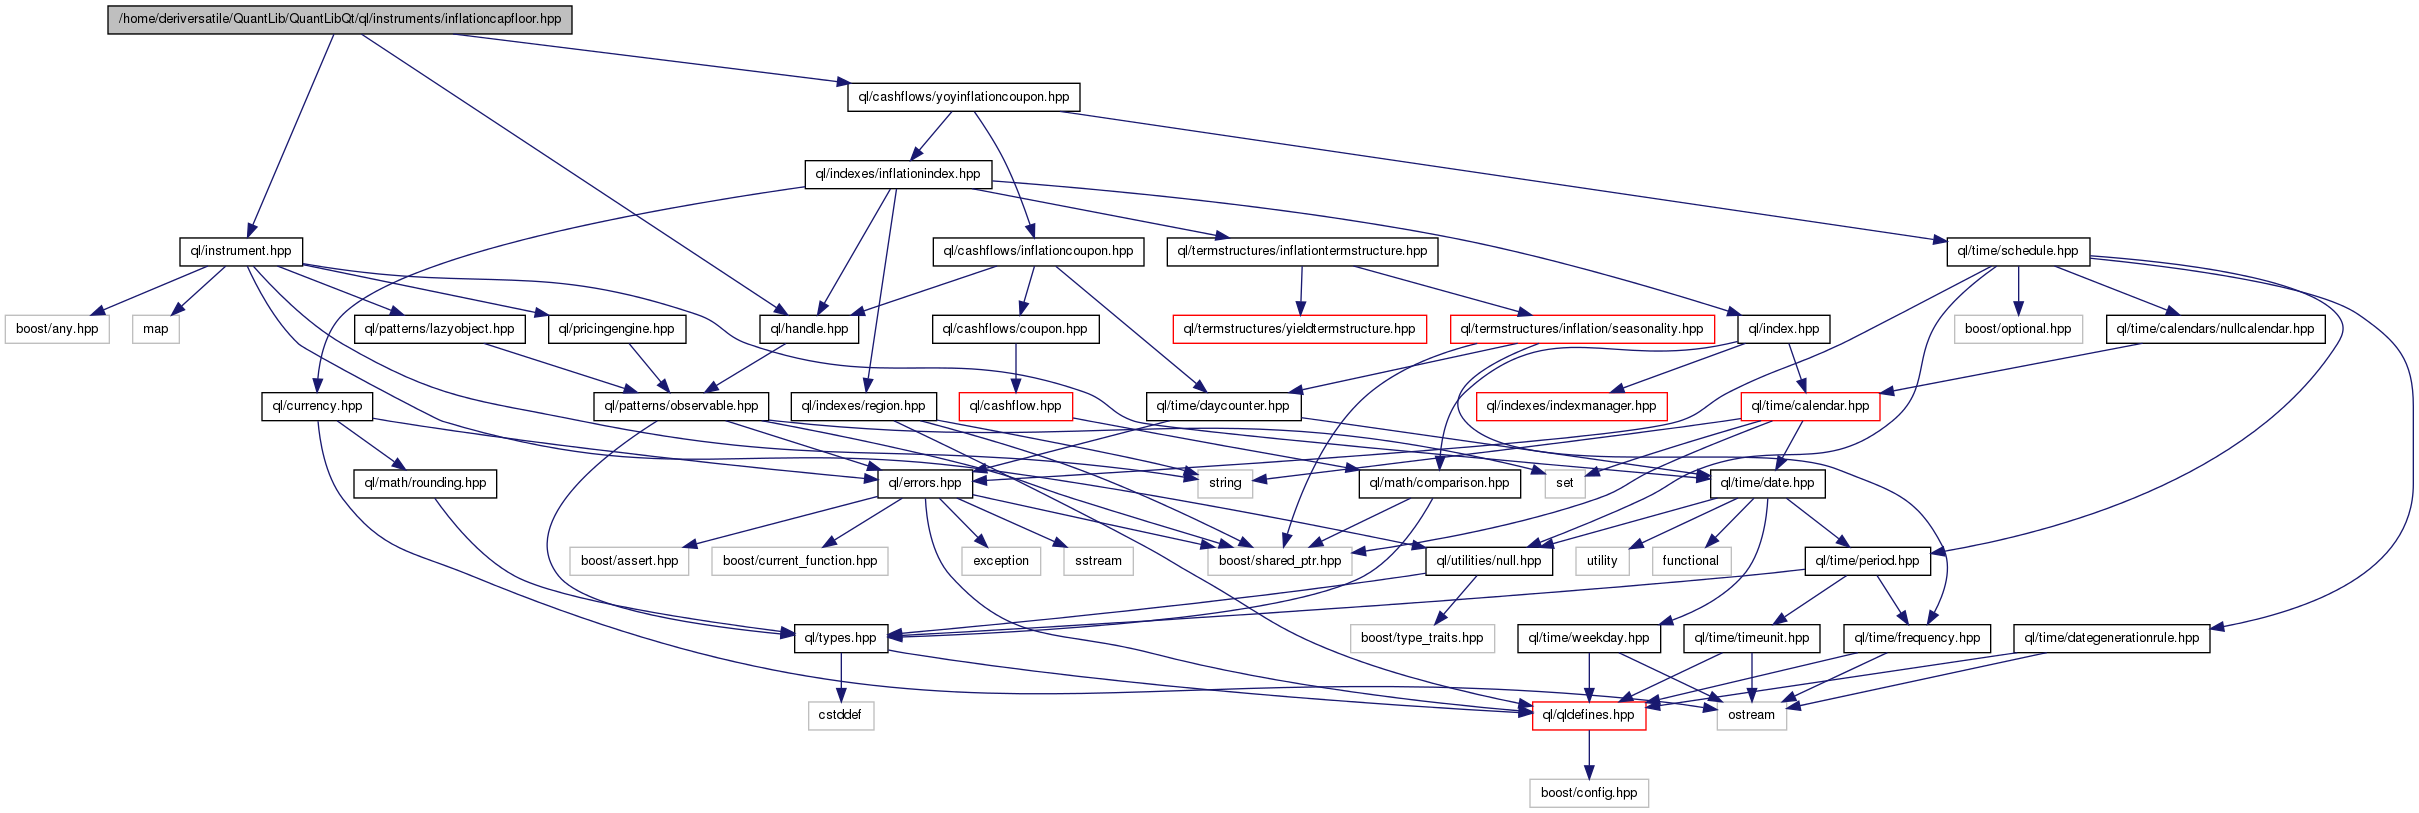 /home/deriversatile/QuantLib/QuantLibQt/ql/instruments/inflationcapfloor.hpp
ql/cashflows/yoyinflationcoupon.hpp
ql/indexes/inflationindex.hpp
ql/instrument.hpp
ql/cashflows/inflationcoupon.hpp
ql/termstructures/inflationtermstructure.hpp
ql/time/schedule.hpp
boost/any.hpp
map
ql/patterns/lazyobject.hpp
ql/pricingengine.hpp
ql/handle.hpp
ql/cashflows/coupon.hpp
ql/termstructures/yieldtermstructure.hpp
ql/termstructures/inflation/seasonality.hpp
ql/index.hpp
boost/optional.hpp
ql/time/calendars/nullcalendar.hpp
ql/currency.hpp
ql/patterns/observable.hpp
ql/indexes/region.hpp
ql/cashflow.hpp
ql/time/daycounter.hpp
ql/indexes/indexmanager.hpp
ql/time/calendar.hpp
ql/math/rounding.hpp
ql/errors.hpp
string
ql/math/comparison.hpp
set
ql/time/date.hpp
boost/assert.hpp
boost/current_function.hpp
exception
sstream
boost/shared_ptr.hpp
ql/utilities/null.hpp
utility
functional
ql/time/period.hpp
ql/types.hpp
boost/type_traits.hpp
ql/time/weekday.hpp
ql/time/timeunit.hpp
ql/time/frequency.hpp
ql/time/dategenerationrule.hpp
cstddef
ql/qldefines.hpp
ostream
boost/config.hpp